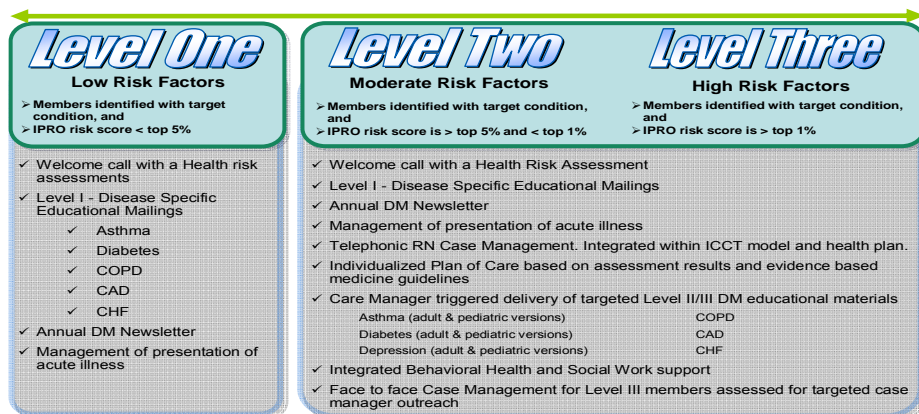 Level One
Low Risk Factors
➢ Members identified with target
condition, and
➢ IPRO risk score < top 5%
✓ Welcome call with a Health risk
assessments
✓ Level I - Disease Specific
Educational Mailings
✓ Asthma
✓ Diabetes
✓ COPD
✓ CAD
✓ CHF
✓ Annual DM Newsletter
✓ Management of presentation of
acute illness
Level Two
Moderate Risk Factors
➢ Members identified with target condition,
and
➢ IPRO risk score is > top 5% and < top 1%
Level Three
High Risk Factors
➢ Members identified with target condition,
and
➢ IPRO risk score is > top 1%
✓ Welcome call with a Health Risk Assessment
✓ Level I - Disease Specific Educational Mailings
✓ Annual DM Newsletter
✓ Management of presentation of acute illness
✓ Telephonic RN Case Management. Integrated within ICCT model and health plan.
✓ Individualized Plan of Care based on assessment results and evidence based
medicine guidelines
✓ Care Manager triggered delivery of targeted Level II/III DM educational materials
Asthma (adult & pediatric versions) COPD
Diabetes (adult & pediatric versions) CAD
Depression (adult & pediatric versions) CHF
✓ Integrated Behavioral Health and Social Work support
✓ Face to face Case Management for Level III members assessed for targeted case
manager outreach